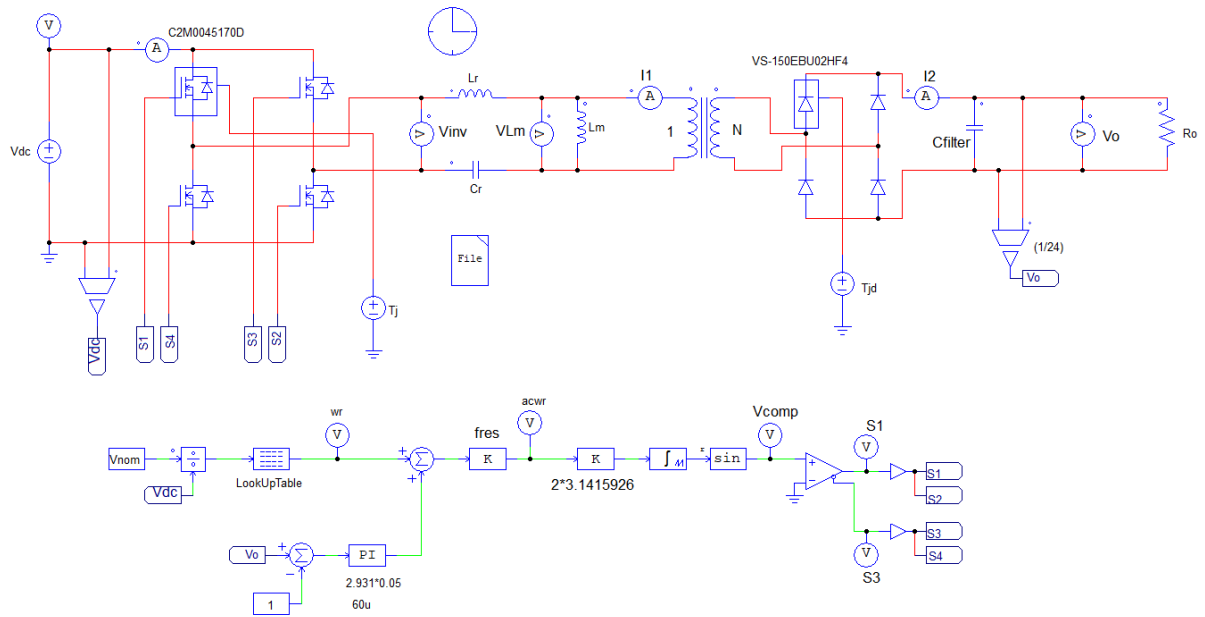 V
C2M0045170D
A
Vdc
Vdc
S1
S4
S3
S2
Tj
Vinv
Lr
VLm
V
V
Lm
Cr
File
I1
A
1
N
VS-150EBU02HF4
Tjd
I2
A
Cfilter
V
Vo
Ro
(1/24)
Vo
Vnom
Vdc
LookUpTable
wr
V
Vo
1
PI
2.931*0.05
60u
Σ
Σ
fres
K
acwr
V
K
2*3.1415926
∫M
sin
Vcomp
V
S1
V
S1
S2
V
S3
S3
S4